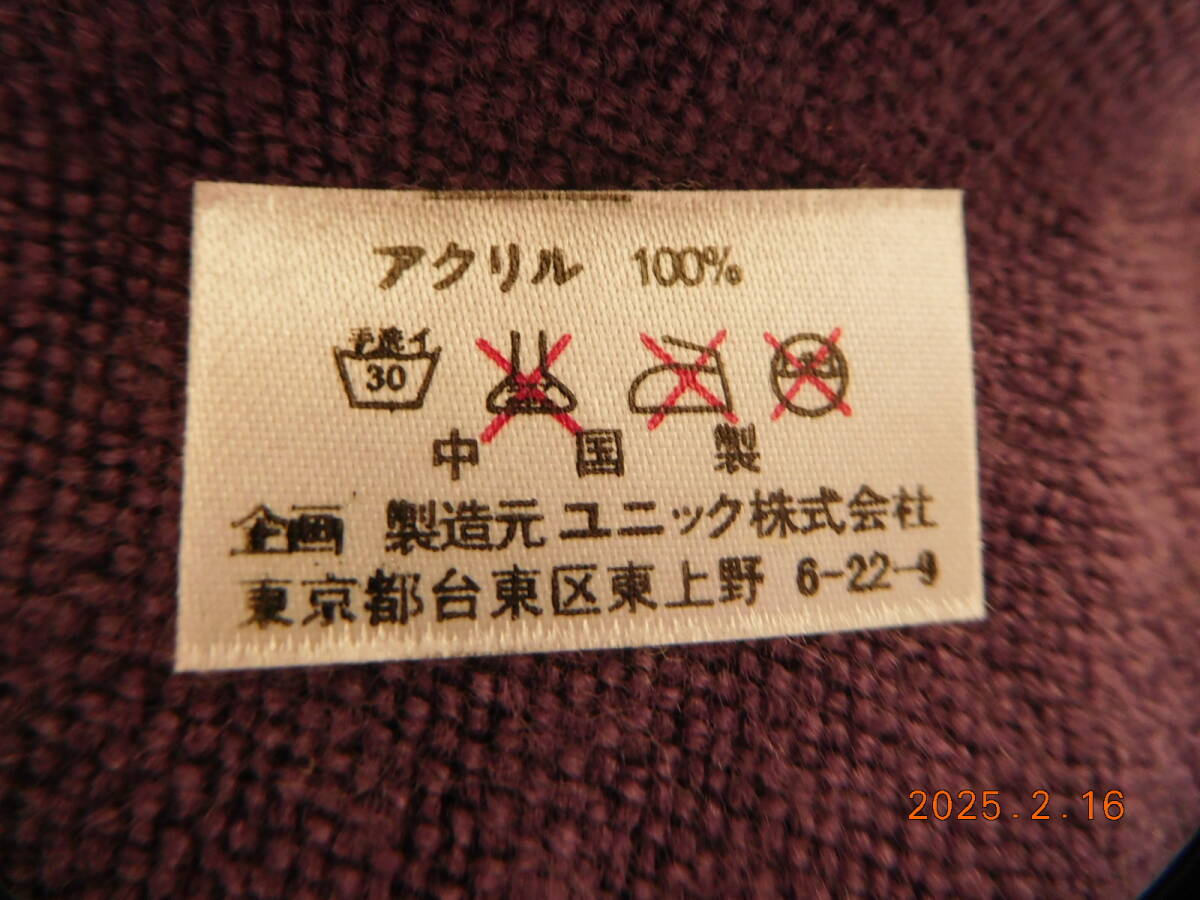 アクリル 100%
手洗イ
30
中国製
企画 製造元 ユニック株式会社
東京都台東区東上野 6-22-9
2025.2.16